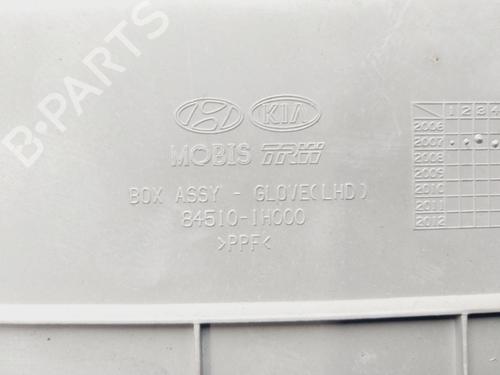 B-PARTS
KIA
MOBIS TRW
BOX ASSY - GLOVE(LHD)
84510-1H000
>PPF<
1 2 3
2006
2007
2008
2009
2010
2011
2012